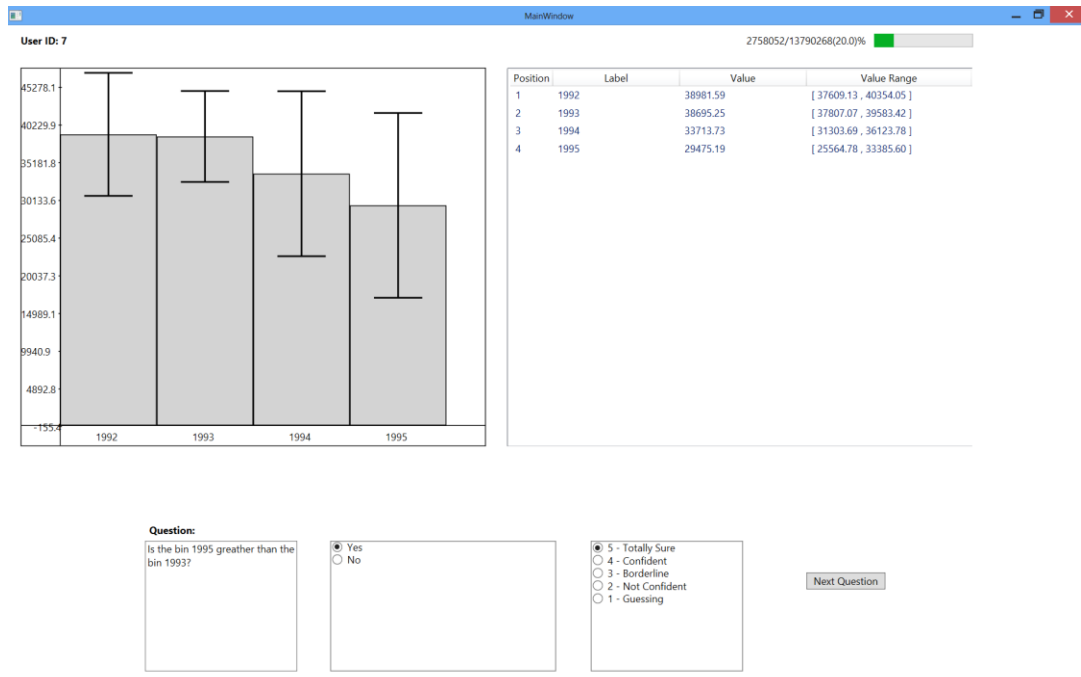 MainWindow
User ID: 7
2758052/13790268(20.0)%
45278.1
40229.9
35181.8
30133.6
25085.4
20037.3
14989.1
9940.9
4892.8
-155.4
1992 1993 1994 1995
Position Label Value Value Range
1 1992 38981.59 [ 37609.13 , 40354.05 ]
2 1993 38695.25 [ 37807.07 , 39583.42 ]
3 1994 33713.73 [ 31303.69 , 36123.78 ]
4 1995 29475.19 [ 25564.78 , 33385.60 ]
Question:
Is the bin 1995 greather than the
bin 1993?
Yes
No
5 - Totally Sure
4 - Confident
3 - Borderline
2 - Not Confident
1 - Guessing
Next Question